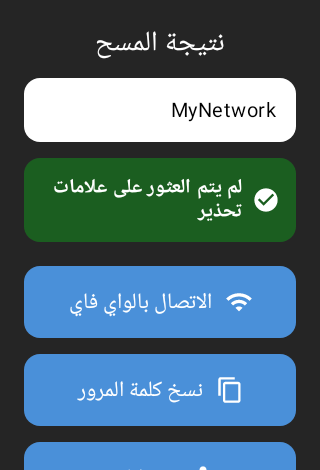 نتيجة المسح
MyNetwork
لم يتم العثور على علامات
تحذير
الاتصال بالواي فاي
نسخ كلمة المرور